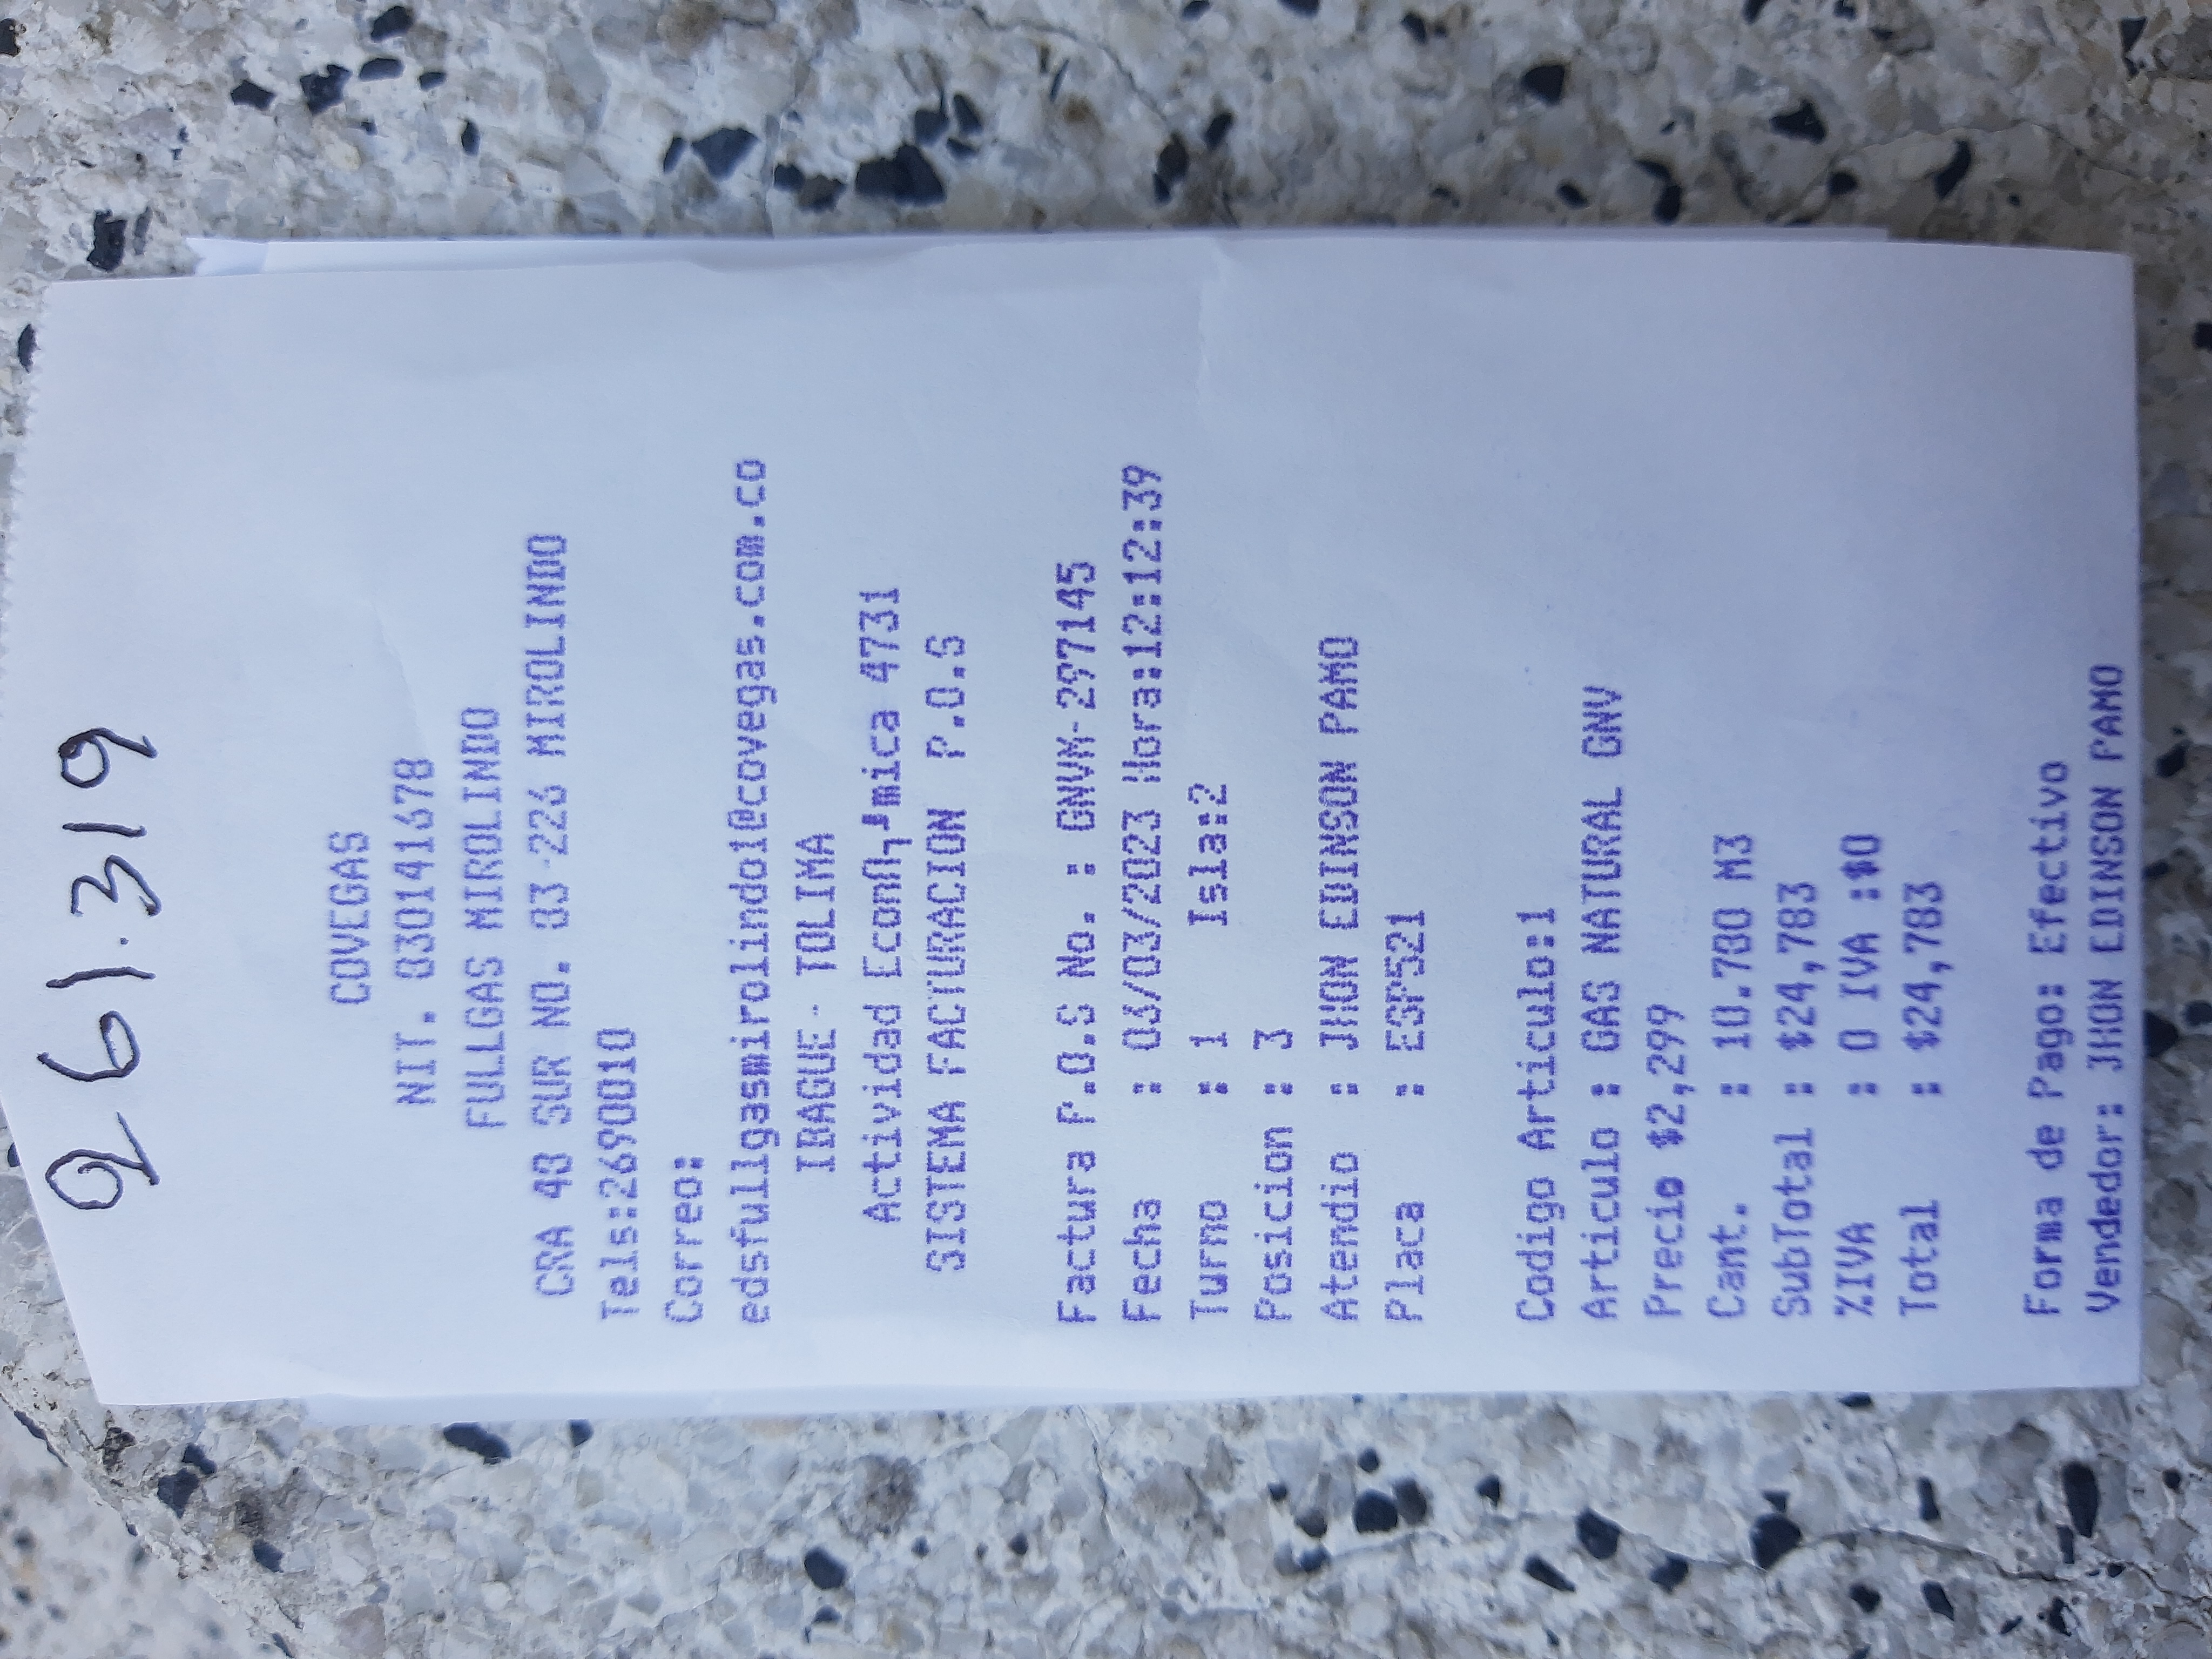 261.319
COVEGAS
NIT. 830141678
FULLGAS MIROLINDO
CRA 48 SUR NO. 83-226 MIROLINDO
Tels:2690010
Correo:
edsfullgasmirolindo1@covegas.com.co
IBAGUE - TOLIMA
Actividad 4731
SISTEMA FACTURACION P.O.S
Factura P.O.S No. : GNVM-297145
Fecha : 03/03/2023 Hora:12:12:39
Turno : 1 Isla:2
Posicion : 3
Atendio : JHON EDINSON PAMO
Placa :
Codigo Articulo:1
Articulo : GAS NATURAL GNV
Precio $2,299
Cant. : 10.780 M3
SubTotal : $24,783
%IVA : 0 IVA :$0
Total : $24,783
Forma de Pago: Efectivo
Vendedor: JHON EDINSON PAMO